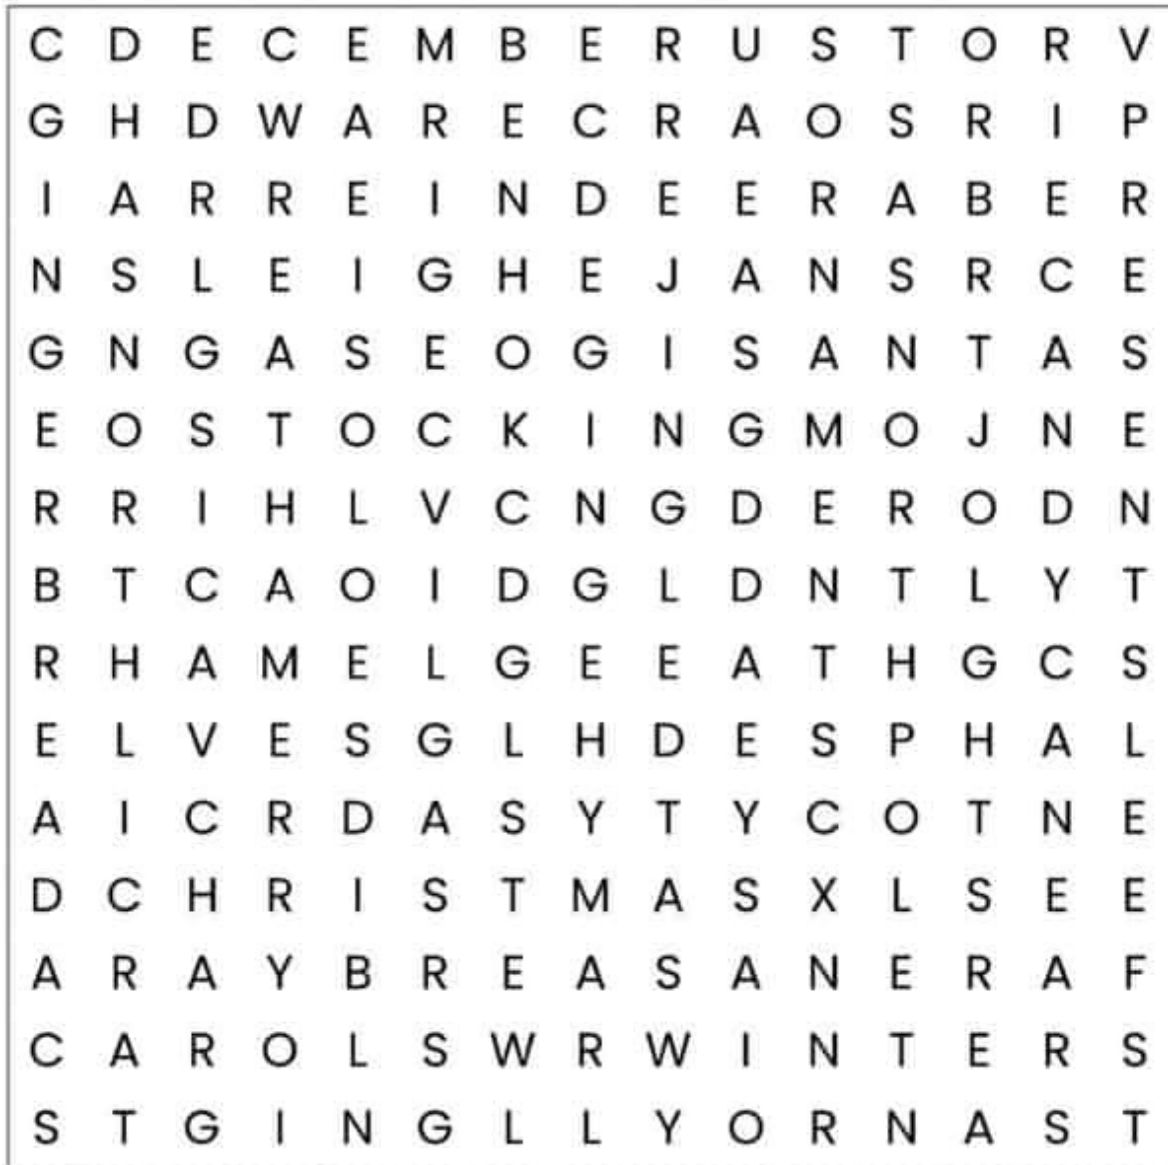 C D E C E M B E R U S T O R V
G H D W A R E C R A O S R I P
I A R R E I N D E E R A B E R
N S L E I G H E J A N S R C E
G N G A S E O G I S A N T A S
E O S T O C K I N G M O J N E
R R I H L V C N G D E R O D N
B T C A O I D G L D N T L Y T
R H A M E L G E E A T H G C S
E L V E S G L H D E S P H A L
A I C R D A S Y T Y C O T N E
D C H R I S T M A S X L S E E
A R A Y B R E A S A N E R A F
C A R O L S W R W I N T E R S
S T G I N G L L Y O R N A S T